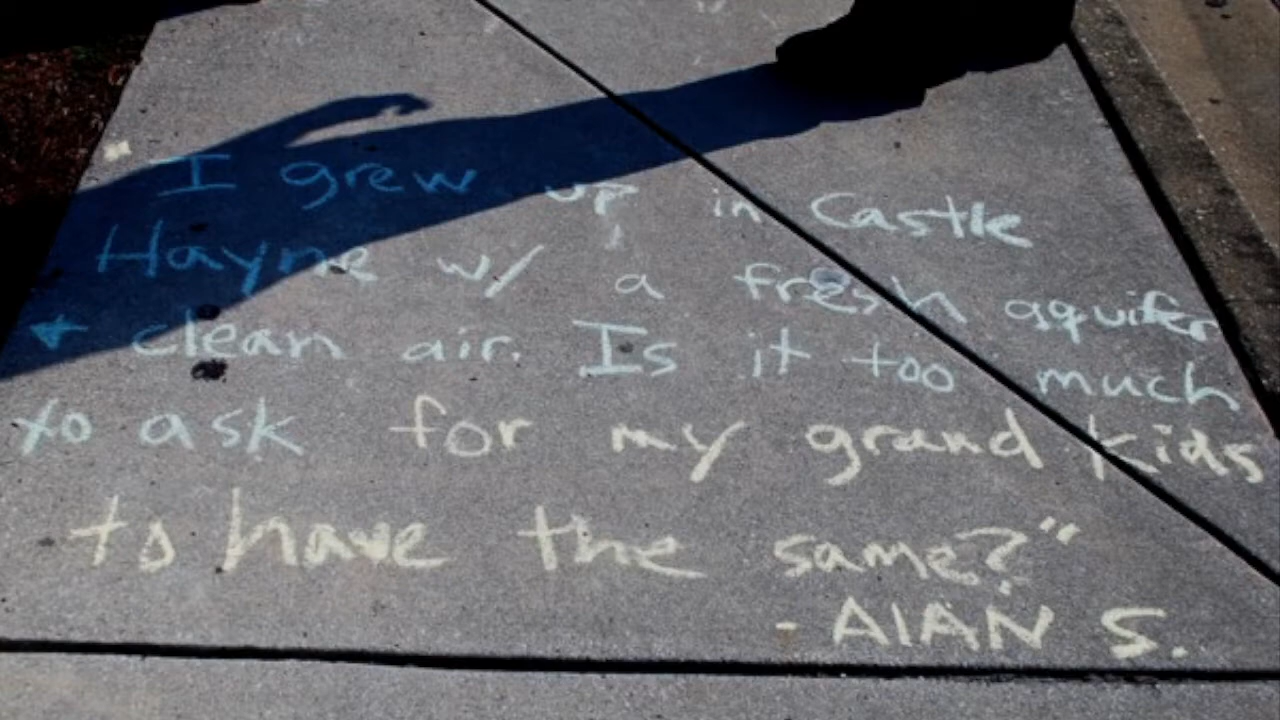 "I grew up in Castle
Hayne w/ a fresh aquifer
+ clean air. Is it too much
to ask for my grand kids
to have the same?"
- AlAN S.